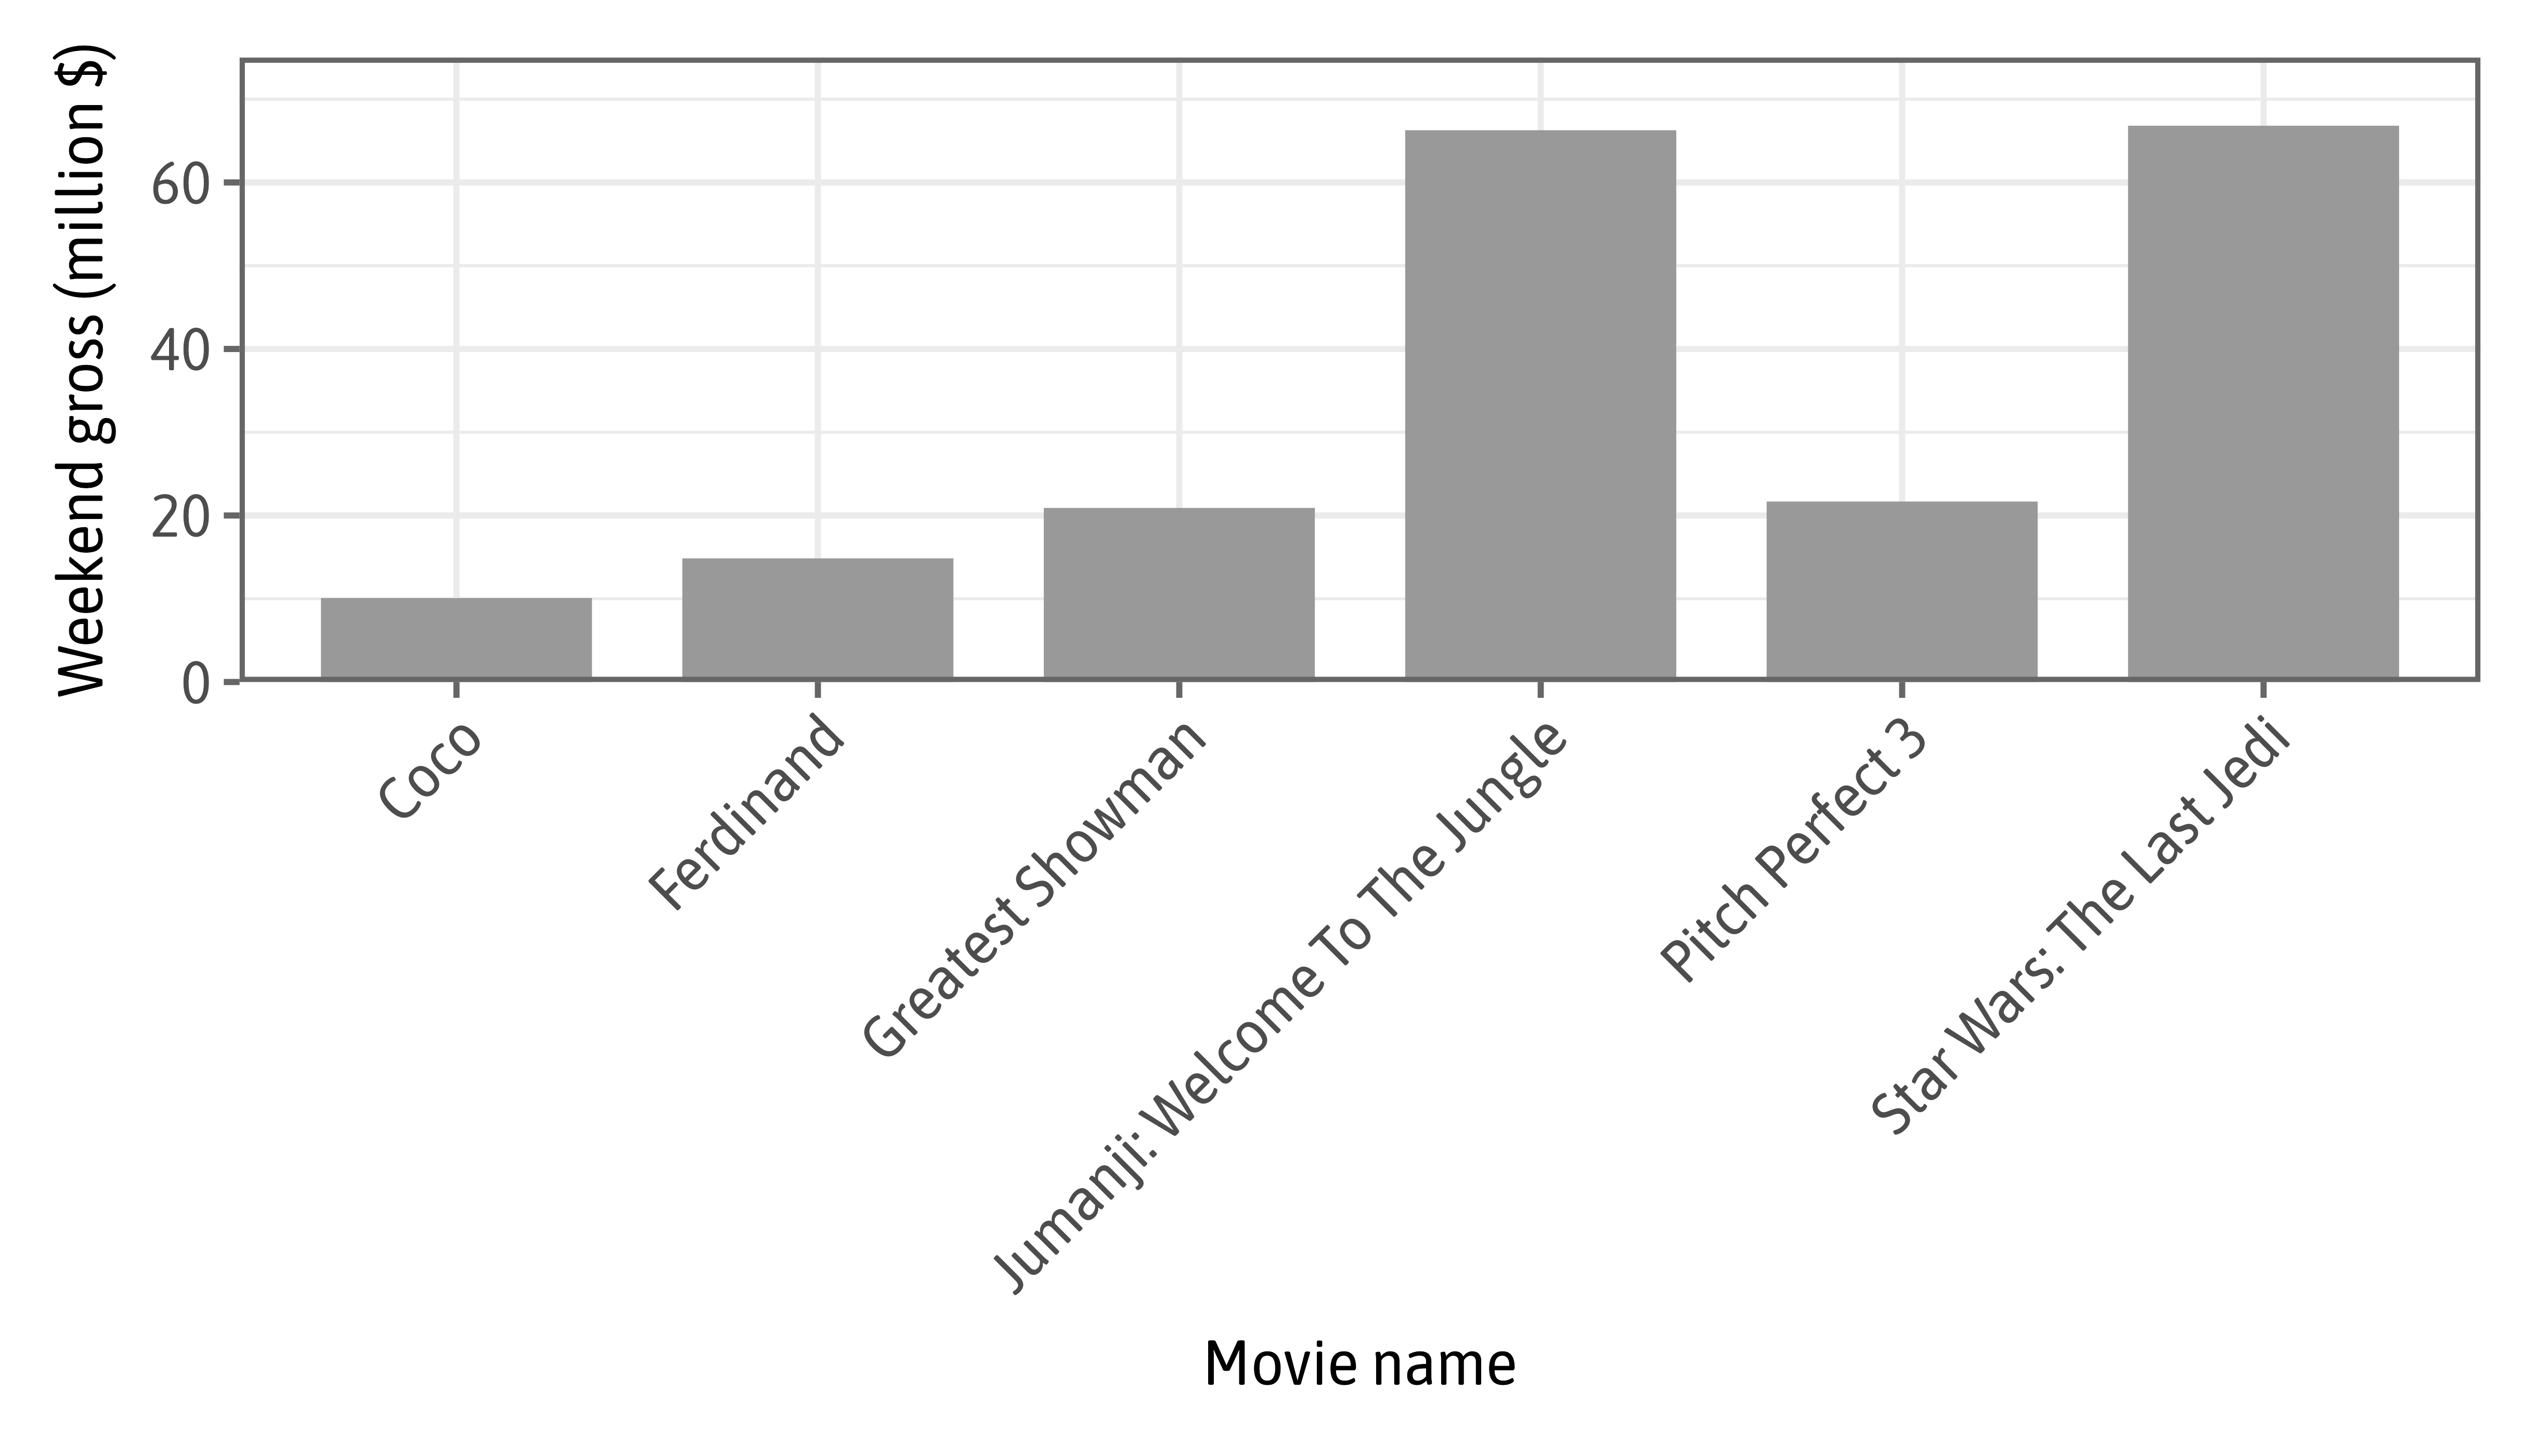 Weekend gross (million $)
60
40
20
0
Coco
Ferdinand
Greatest Showman
Jumanji: Welcome To The Jungle
Pitch Perfect 3
Star Wars: The Last Jedi
Movie name